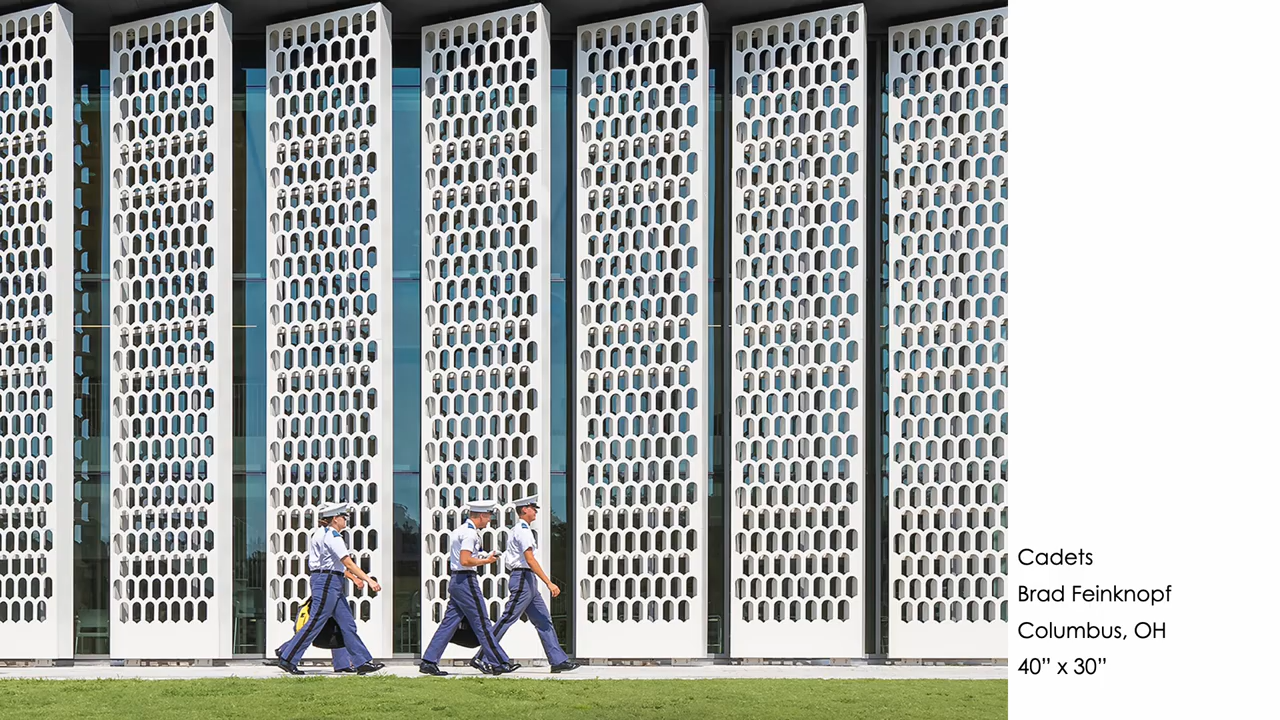 Cadets
Brad Feinknopf
Columbus, OH
40” x 30”